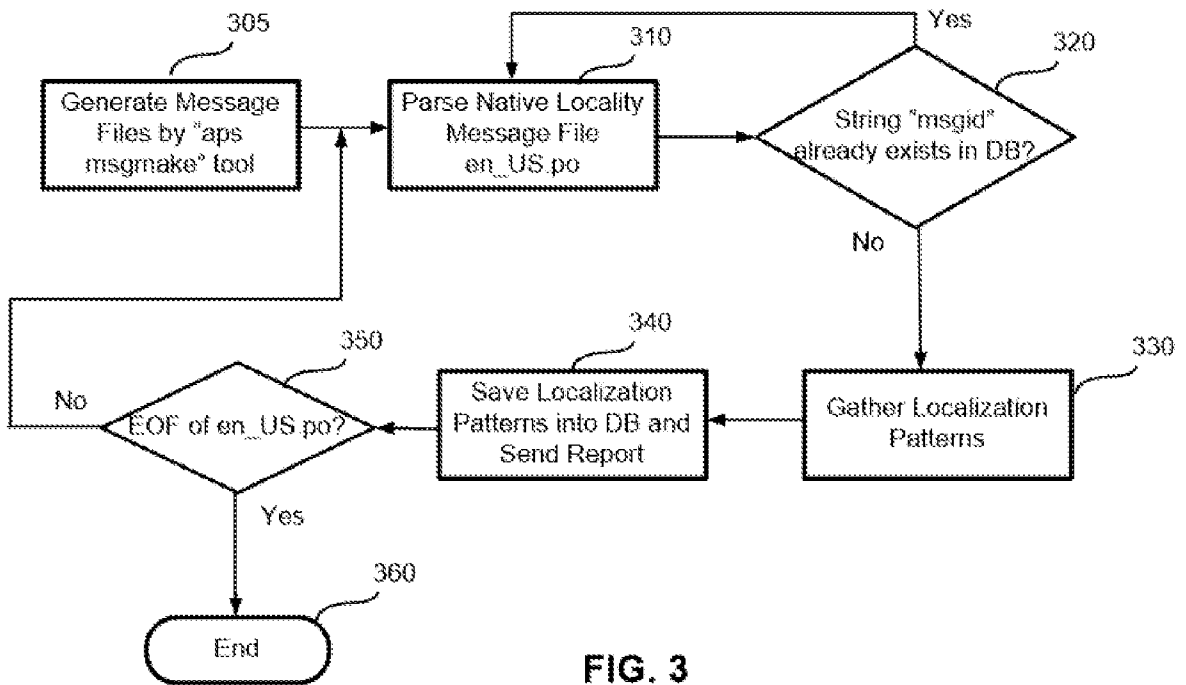 305
Generate Message
Files by "aps
msgmake" tool
310
Parse Native Locality
Message File
en_US.po
Yes
320
String "msgid"
already exists in DB?
No
330
Gather Localization
Patterns
340
Save Localization
Patterns into DB and
Send Report
350
EOF of en_US.po?
No
Yes
360
End
FIG. 3